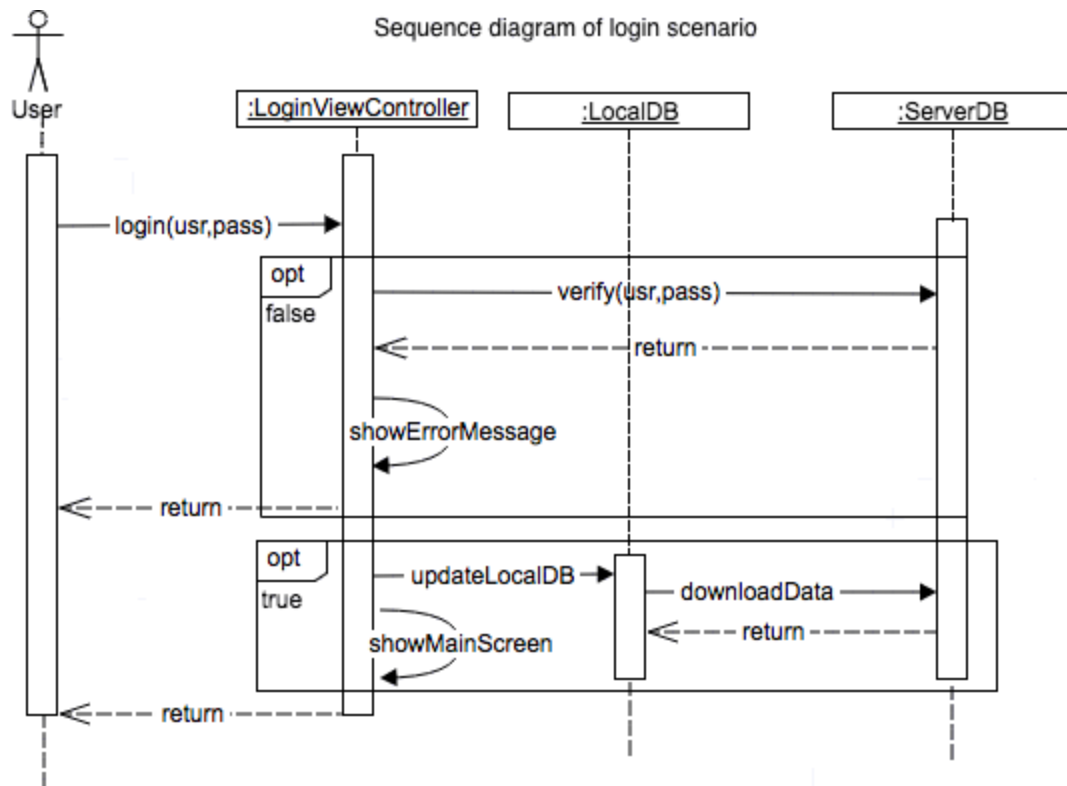 Sequence diagram of login scenario
User
:LoginViewController
:LocalDB
:ServerDB
login(usr,pass)
opt
false
verify(usr,pass)
return
showErrorMessage
return
opt
true
updateLocalDB
downloadData
return
showMainScreen
return